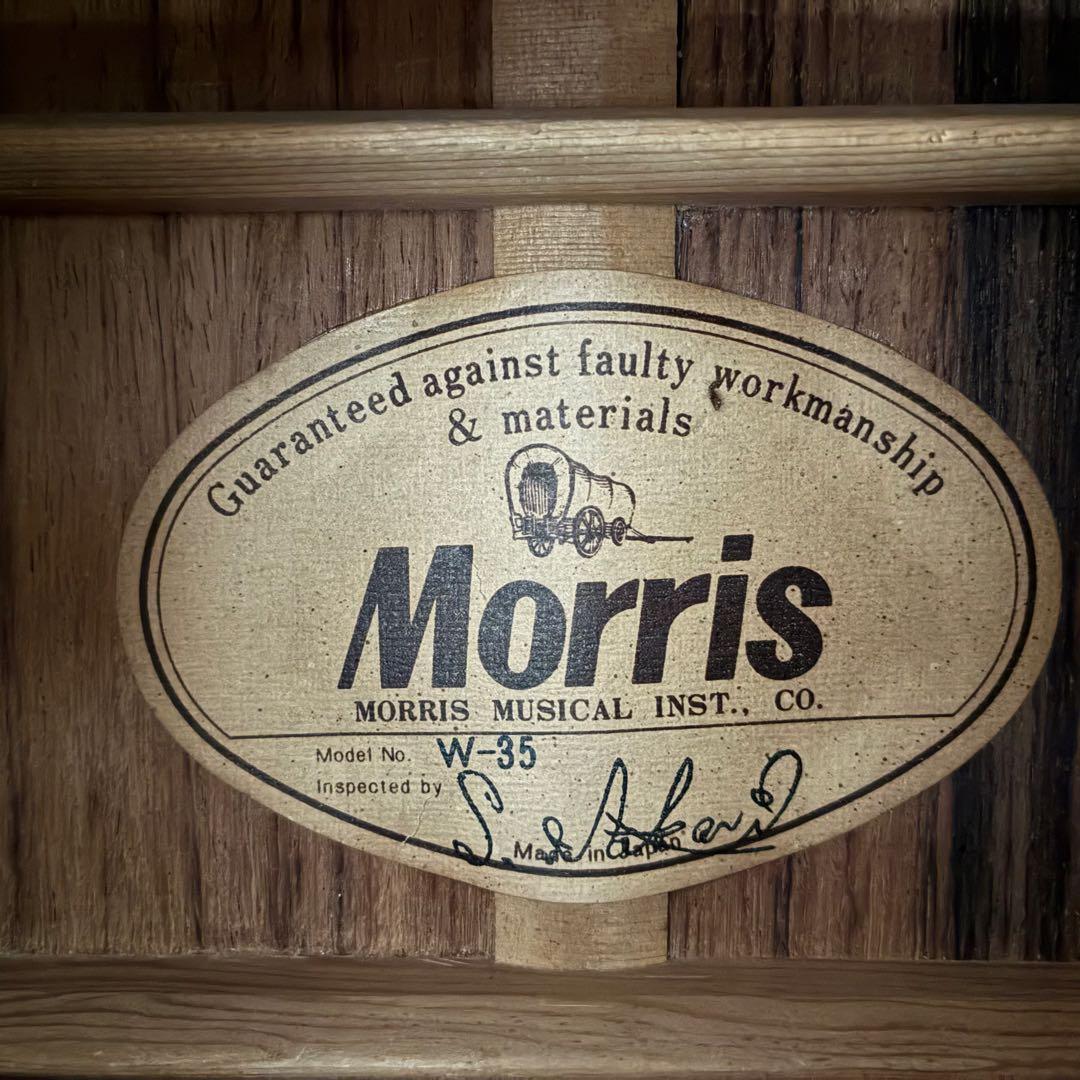 Guaranteed against faulty workmanship
& materials
Morris
MORRIS MUSICAL INST., CO.
Model No. W-35
Inspected by
Made in Japan